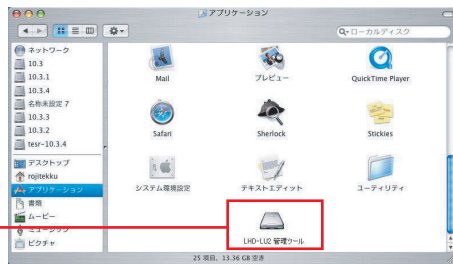 アプリケーション
ローカルディスク
ネットワーク
10.3
10.3.1
10.3.4
名称未設定 7
10.3.3
10.3.2
tesr-10.3.4
デスクトップ
rojitekku
アプリケーション
書類
ムービー
ミュージック
ピクチャ
Mail
プレビュー
QuickTime Player
Safari
Sherlock
Stickies
システム環境設定
テキストエディット
ユーティリティ
LHD-LU2 管理ツール
25 項目、13.36 GB 空き